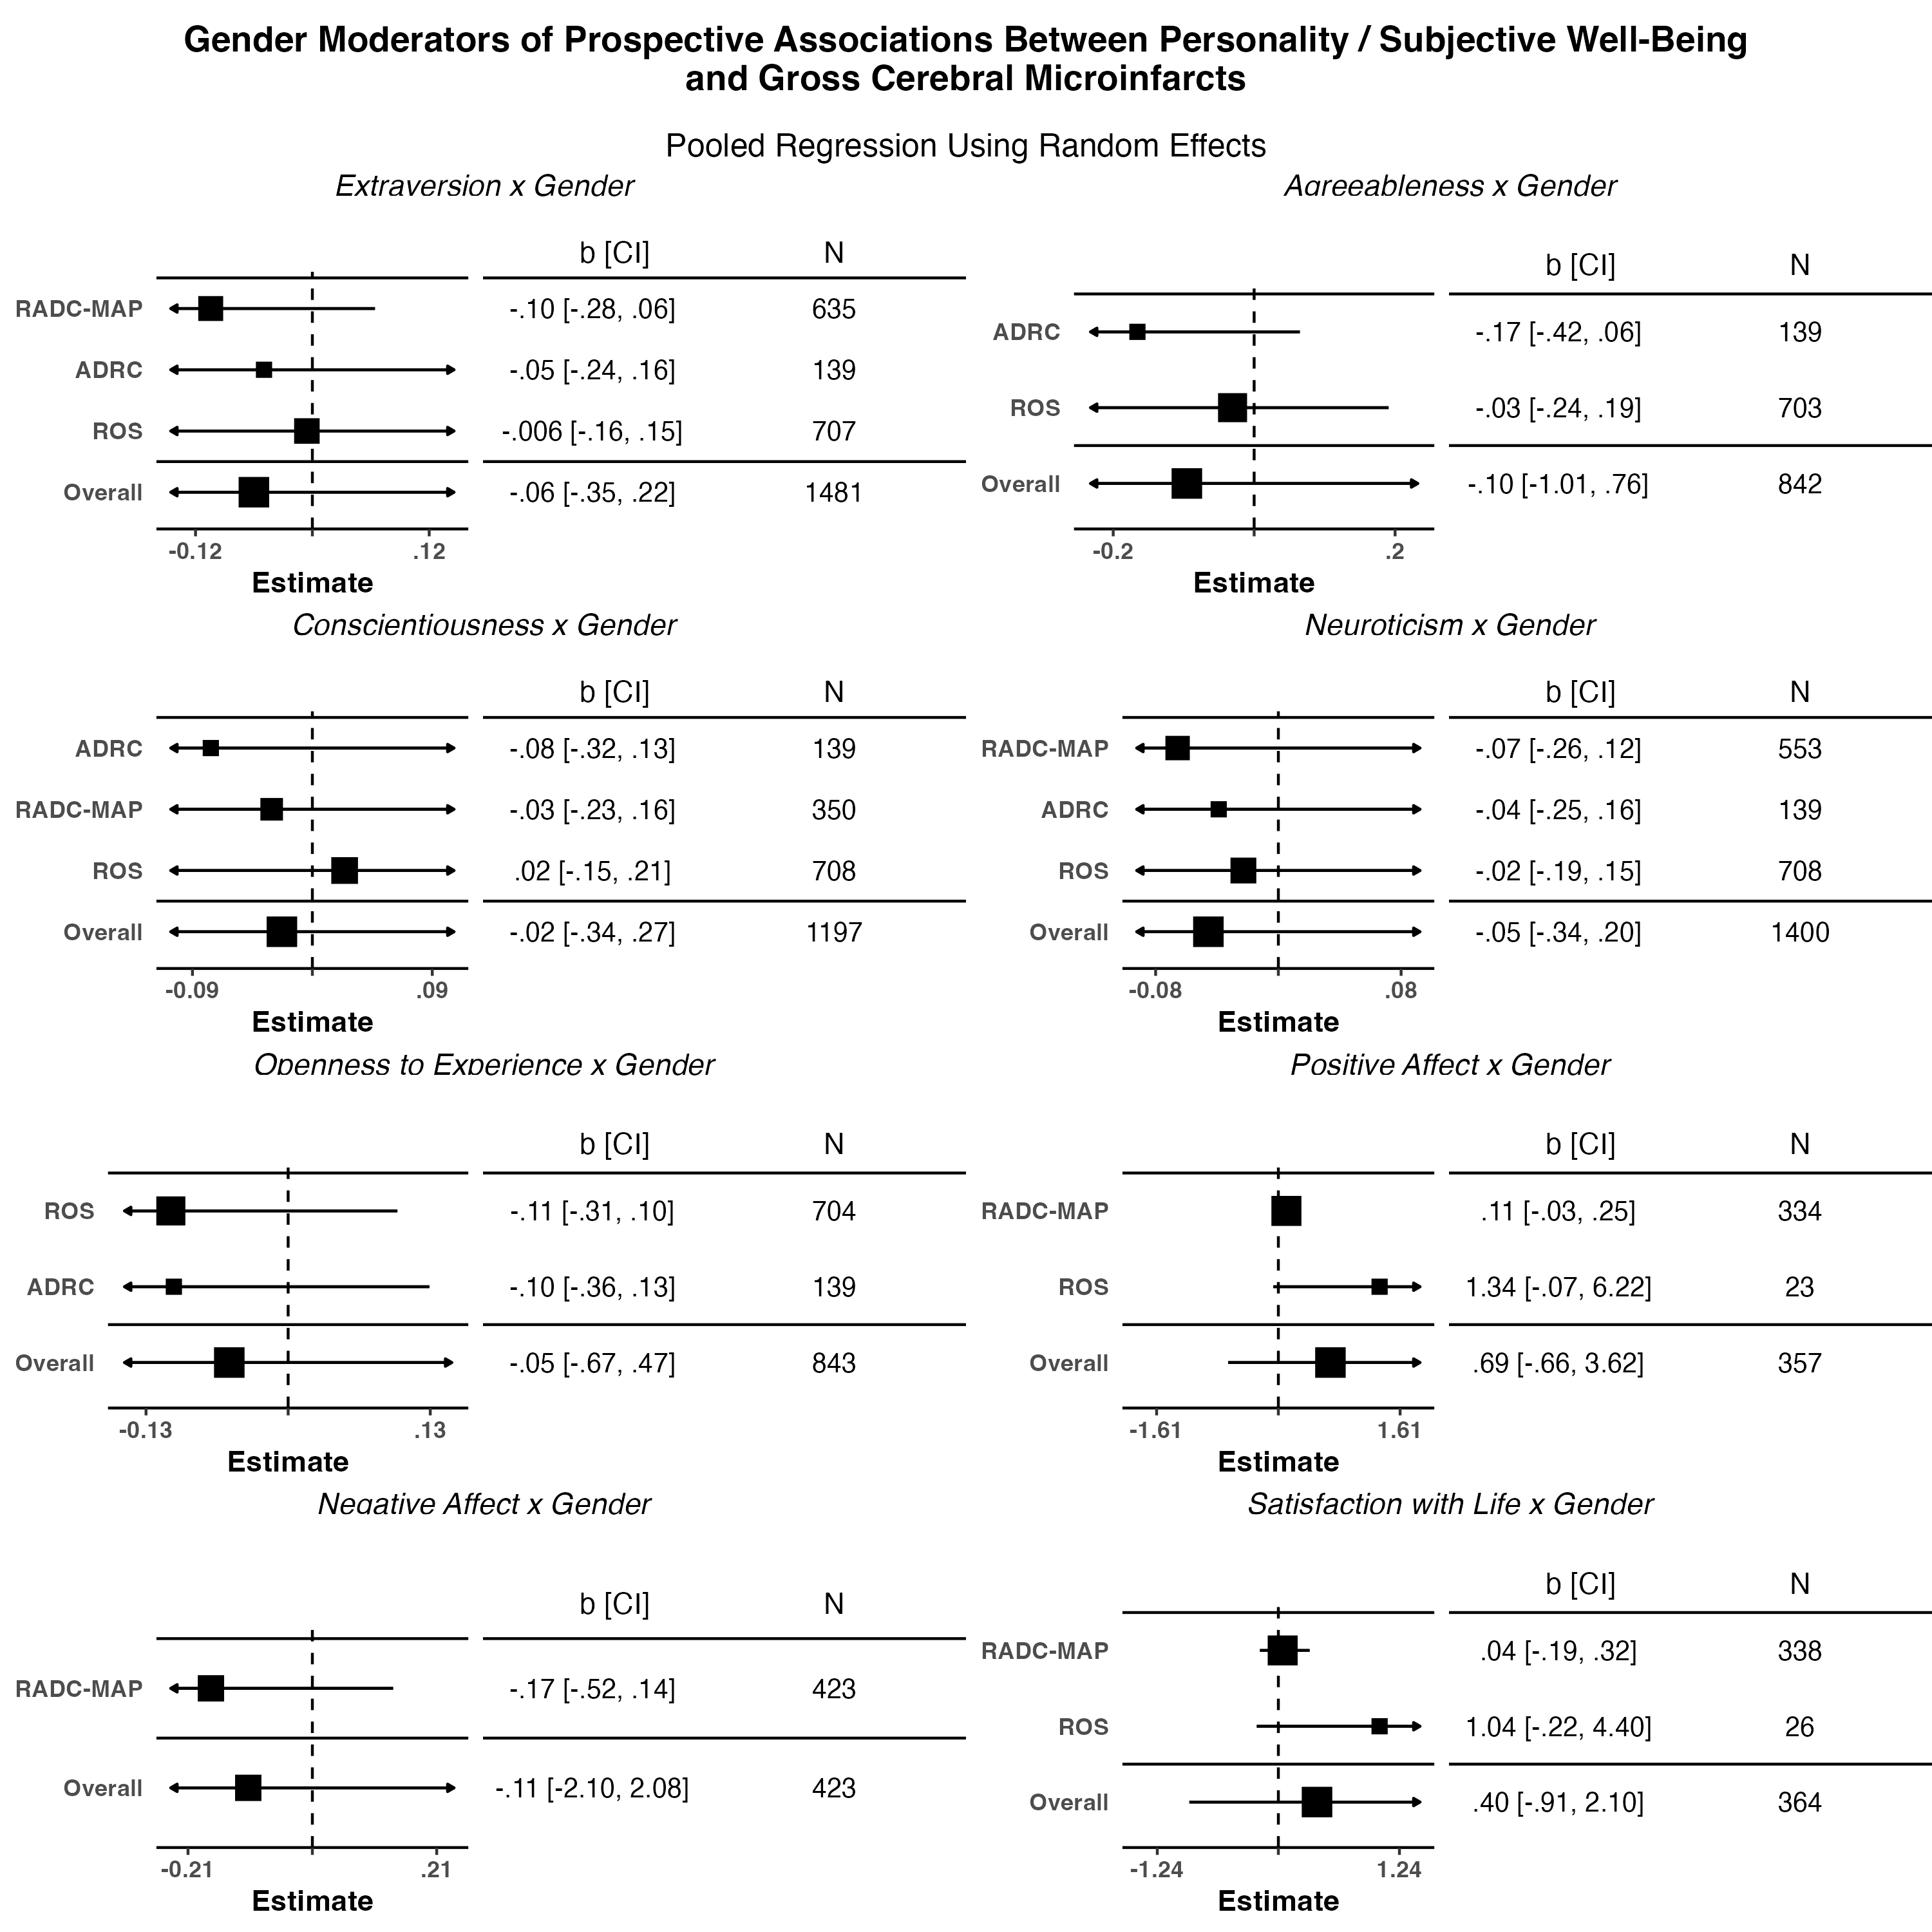 Gender Moderators of Prospective Associations Between Personality / Subjective Well-Being
and Gross Cerebral Microinfarcts
Pooled Regression Using Random Effects
Extraversion x Gender
b [CI] N
RADC-MAP -.10 [-.28, .06] 635
ADRC -.05 [-.24, .16] 139
ROS -.006 [-.16, .15] 707
Overall -.06 [-.35, .22] 1481
-0.12 .12
Estimate
Agreeableness x Gender
b [CI] N
ADRC -.17 [-.42, .06] 139
ROS -.03 [-.24, .19] 703
Overall -.10 [-1.01, .76] 842
-0.2 .2
Estimate
Conscientiousness x Gender
b [CI] N
ADRC -.08 [-.32, .13] 139
RADC-MAP -.03 [-.23, .16] 350
ROS .02 [-.15, .21] 708
Overall -.02 [-.34, .27] 1197
-0.09 .09
Estimate
Neuroticism x Gender
b [CI] N
RADC-MAP -.07 [-.26, .12] 553
ADRC -.04 [-.25, .16] 139
ROS -.02 [-.19, .15] 708
Overall -.05 [-.34, .20] 1400
-0.08 .08
Estimate
Openness to Experience x Gender
b [CI] N
ROS -.11 [-.31, .10] 704
ADRC -.10 [-.36, .13] 139
Overall -.05 [-.67, .47] 843
-0.13 .13
Estimate
Positive Affect x Gender
b [CI] N
RADC-MAP .11 [-.03, .25] 334
ROS 1.34 [-.07, 6.22] 23
Overall .69 [-.66, 3.62] 357
-1.61 1.61
Estimate
Negative Affect x Gender
b [CI] N
RADC-MAP -.17 [-.52, .14] 423
Overall -.11 [-2.10, 2.08] 423
-0.21 .21
Estimate
Satisfaction with Life x Gender
b [CI] N
RADC-MAP .04 [-.19, .32] 338
ROS 1.04 [-.22, 4.40] 26
Overall .40 [-.91, 2.10] 364
-1.24 1.24
Estimate